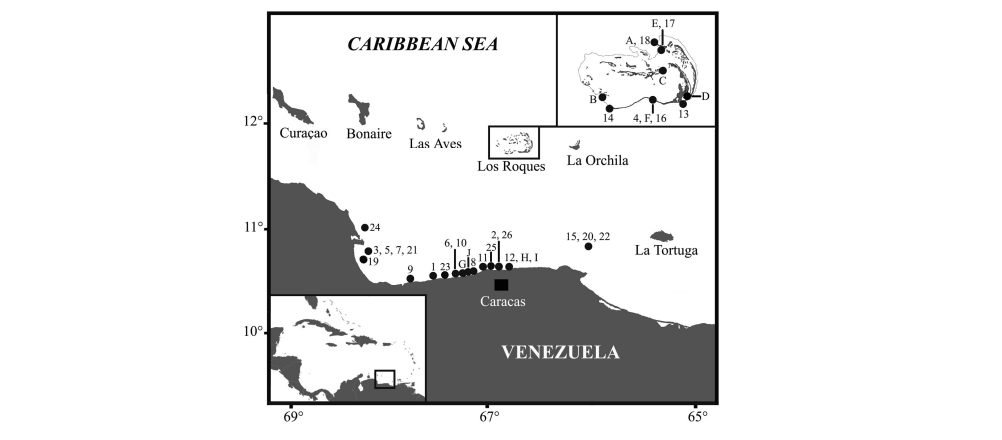 CARIBBEAN SEA
E, 17
A, 18
C
B
D
14
4, F, 16
13
12°
Curaçao
Bonaire
Las Aves
Los Roques
La Orchila
11°
24
3, 5, 7, 21
19
9
1
23
6, 10
G
J
8
11
25
2, 26
12, H, I
15, 20, 22
La Tortuga
Caracas
10°
VENEZUELA
69°
67°
65°